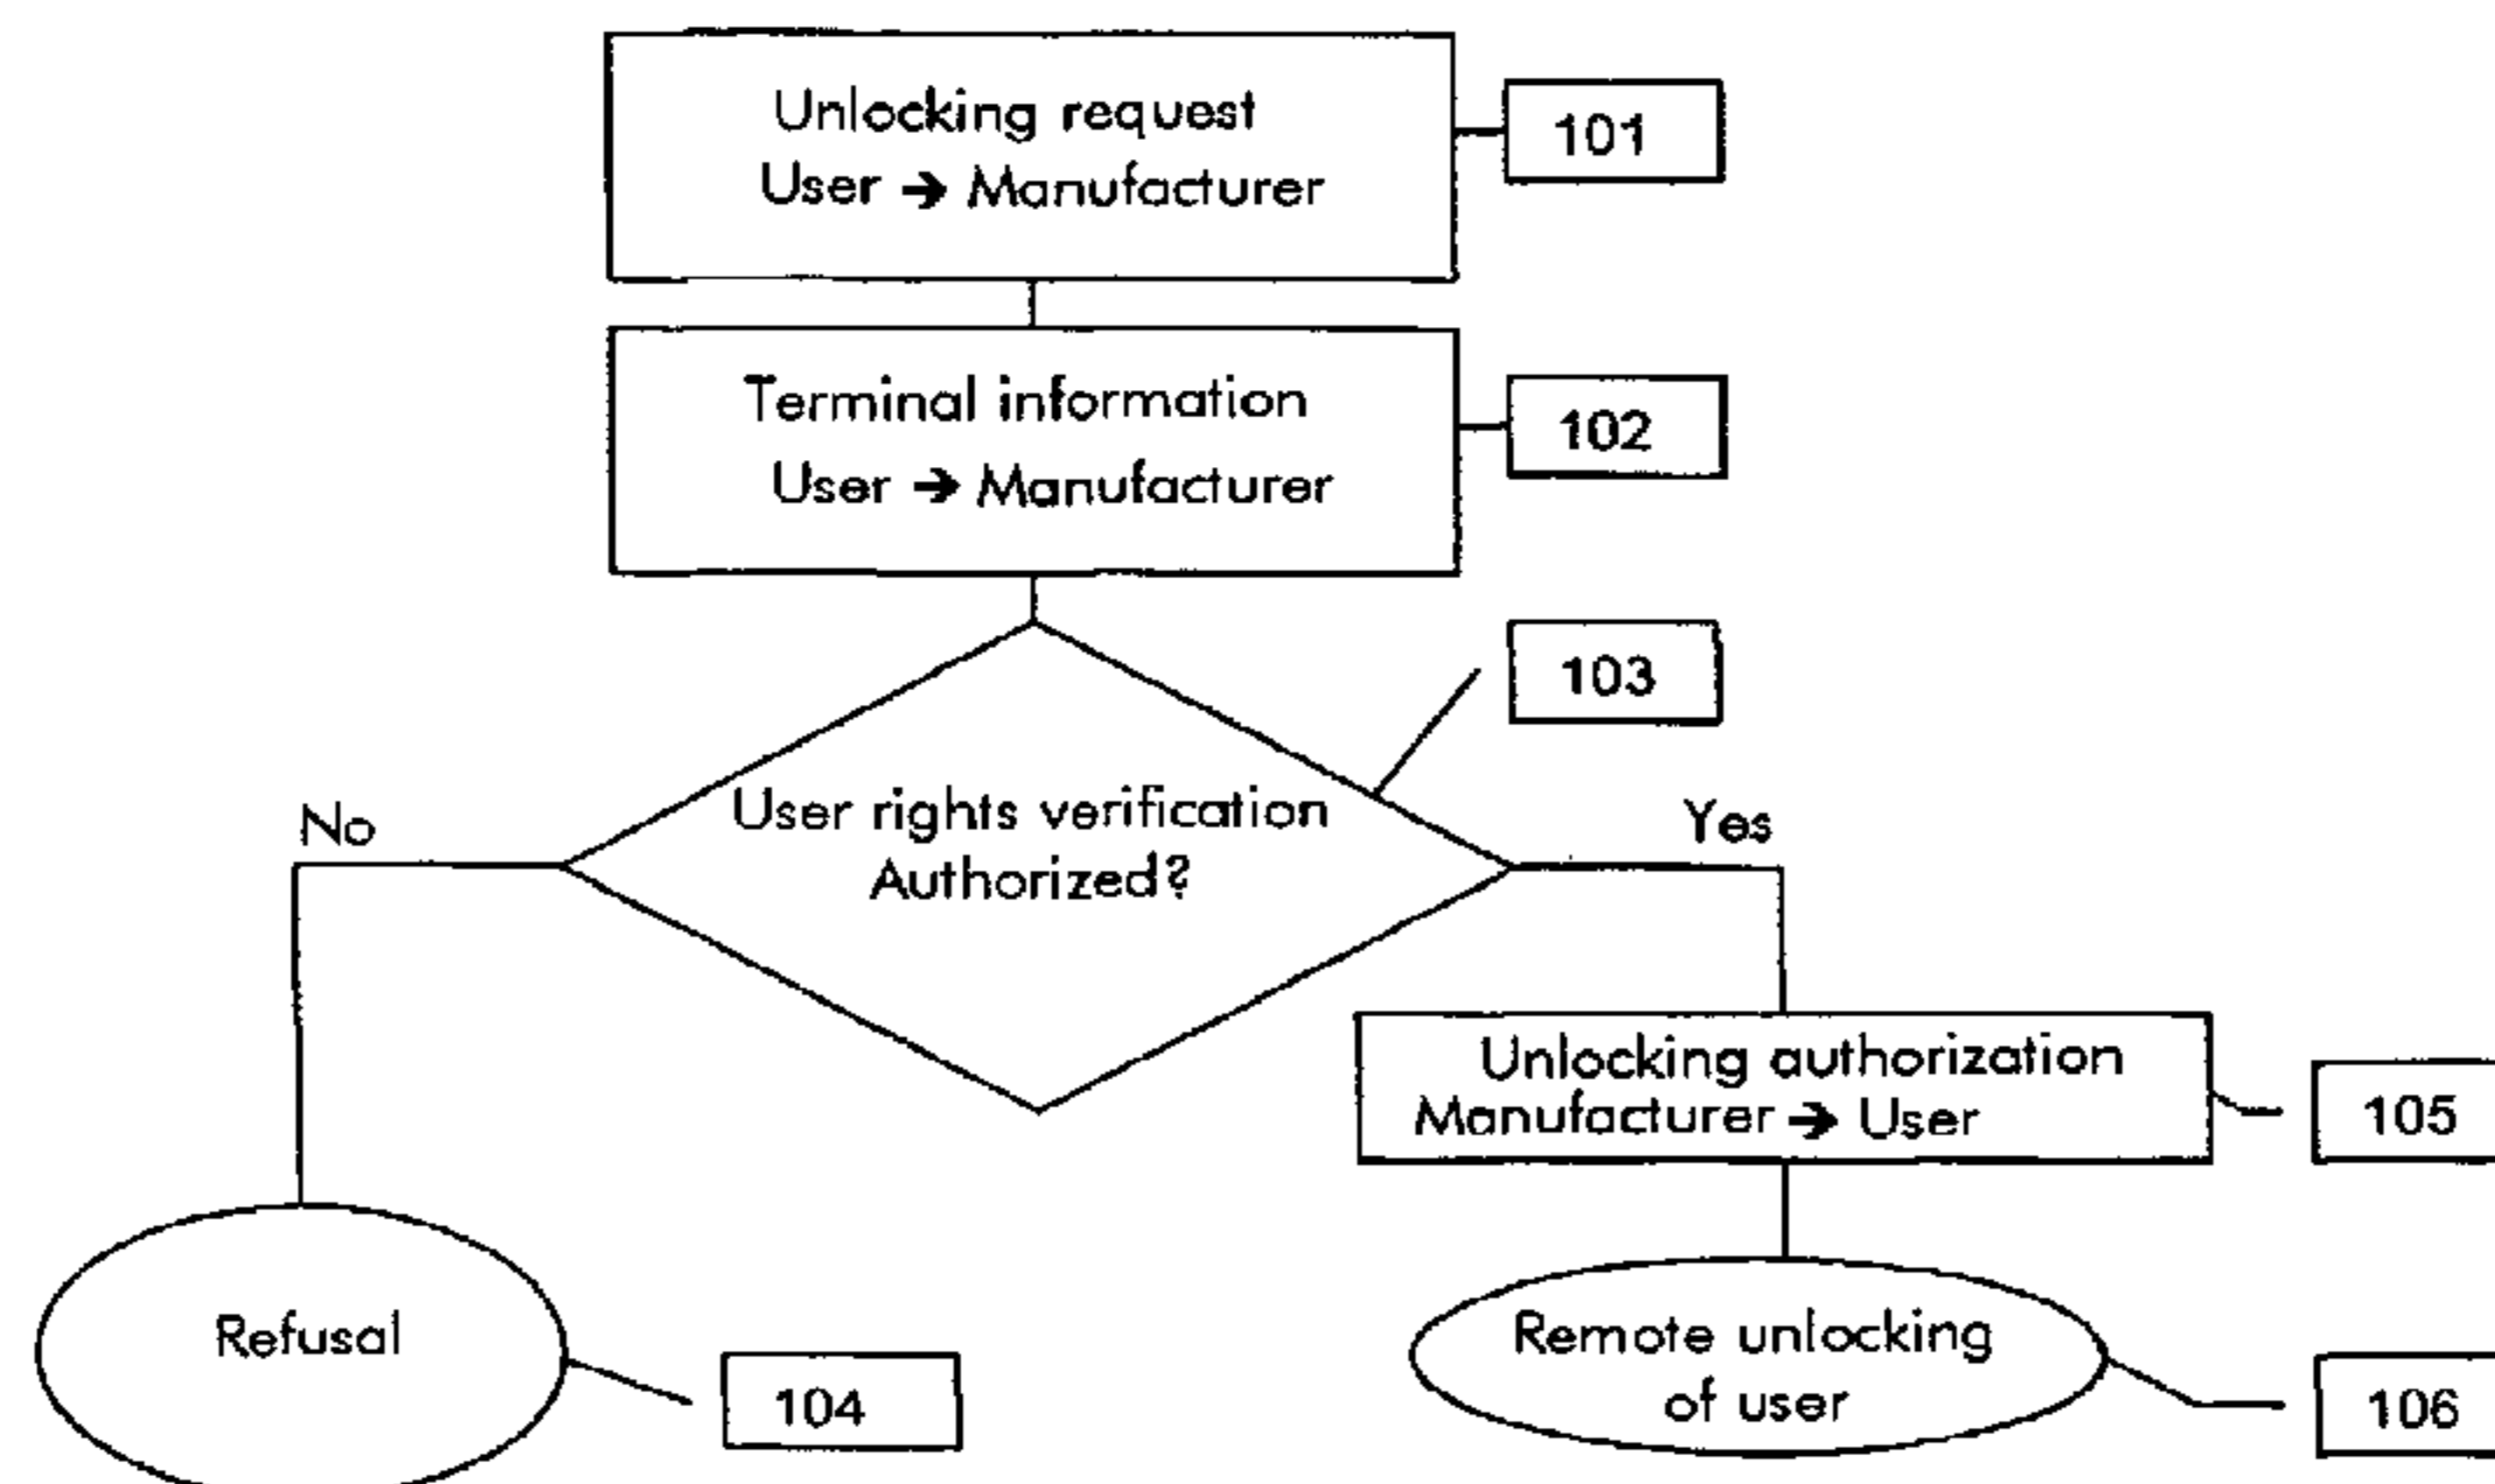 Unlocking request
User → Manufacturer
101
Terminal information
User → Manufacturer
102
103
User rights verification
Authorized?
No
Yes
Unlocking authorization
Manufacturer → User
105
Refusal
104
Remote unlocking
of user
106